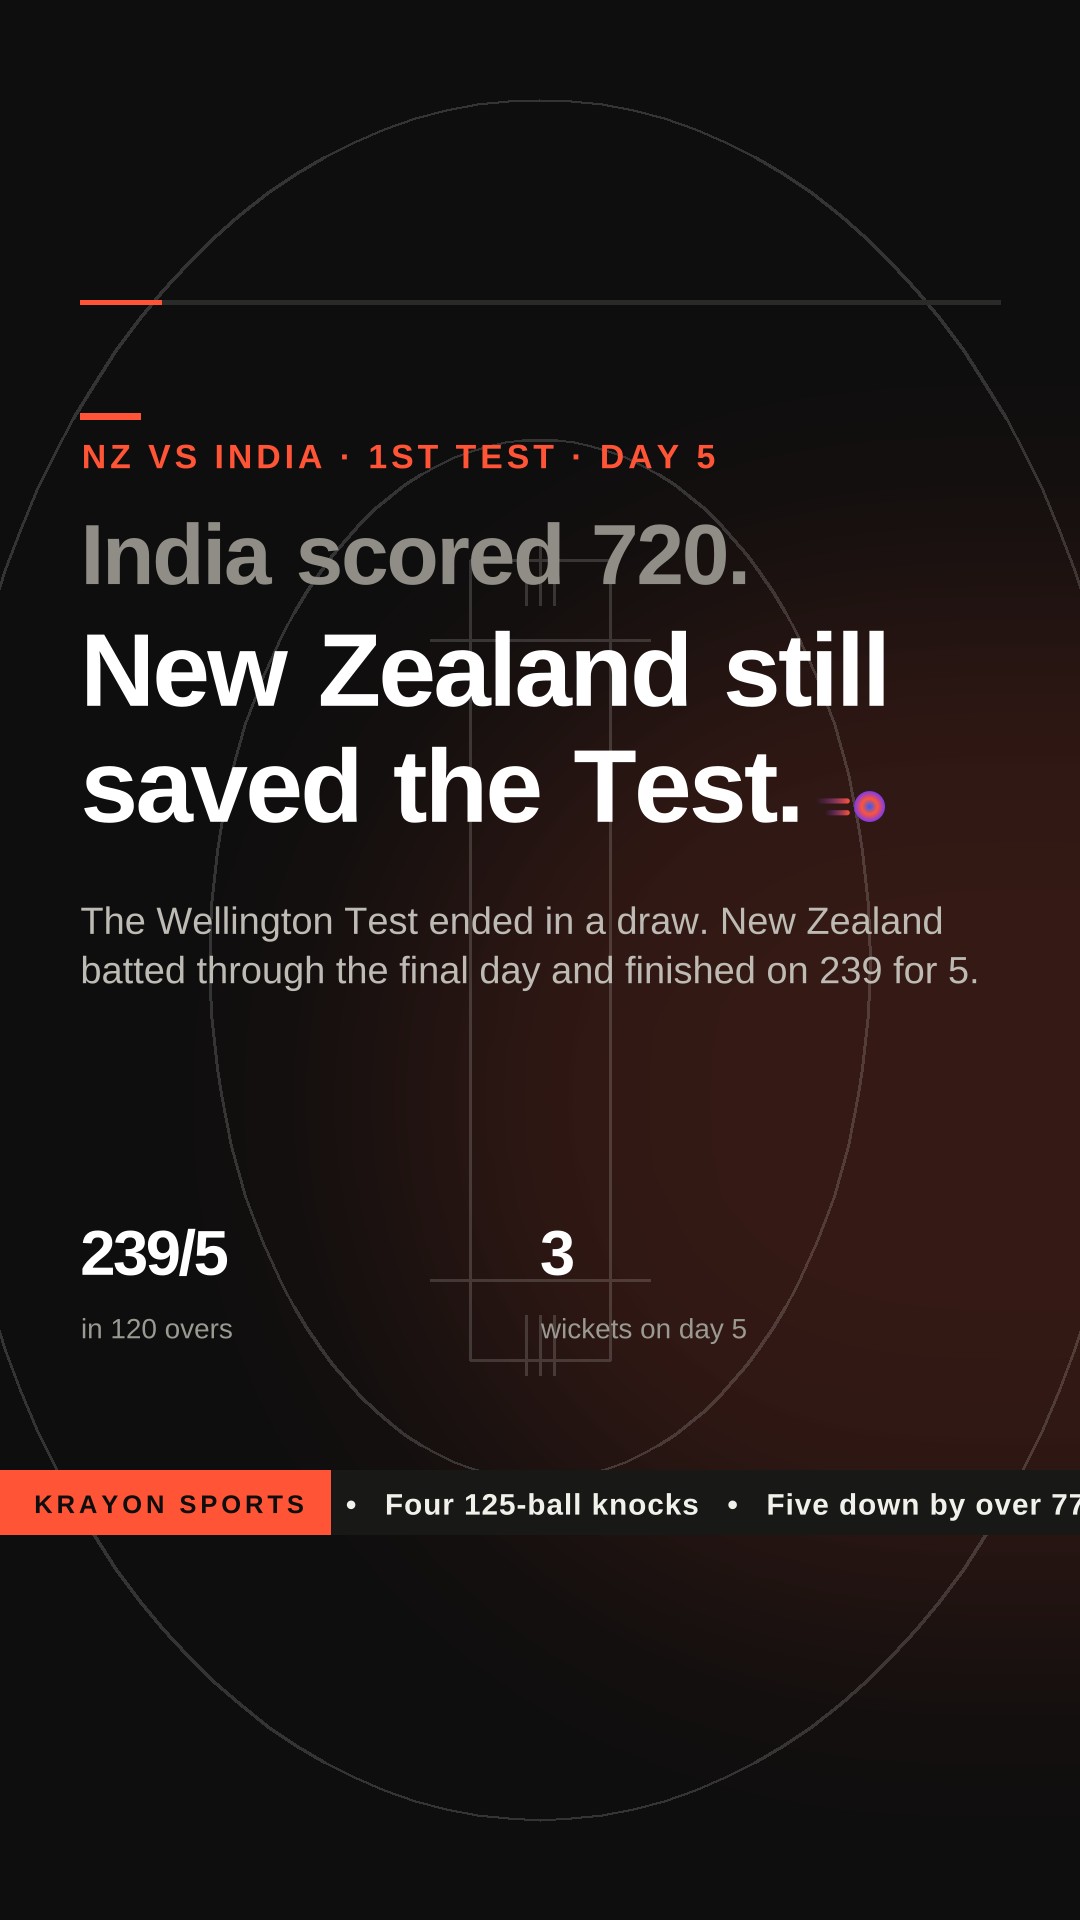 NZ VS INDIA · 1ST TEST · DAY 5
India scored 720.
New Zealand still
saved the Test.
The Wellington Test ended in a draw. New Zealand
batted through the final day and finished on 239 for 5.
239/5
in 120 overs
3
wickets on day 5
KRAYON SPORTS • Four 125-ball knocks • Five down by over 77